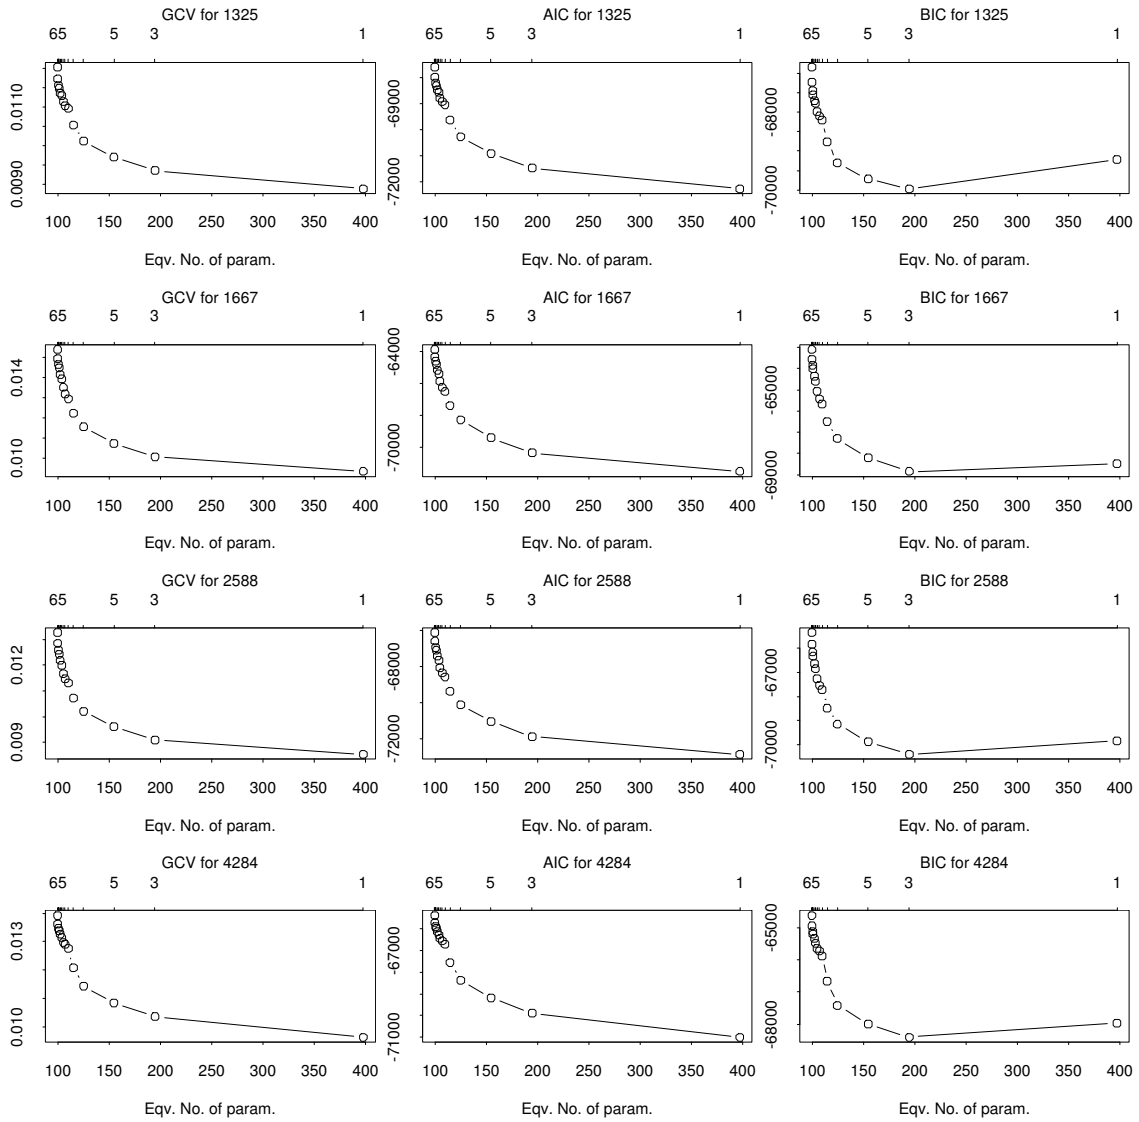 GCV for 1325 AIC for 1325 BIC for 1325
65 5 3 1 65 5 3 1 65 5 3 1
0.0110 -69000 -68000
0.0090 -72000 -70000
100 150 200 250 300 350 400 100 150 200 250 300 350 400 100 150 200 250 300 350 400
Eqv. No. of param. Eqv. No. of param. Eqv. No. of param.
GCV for 1667 AIC for 1667 BIC for 1667
65 5 3 1 65 5 3 1 65 5 3 1
0.014 -64000 -65000
0.010 -70000 -69000
100 150 200 250 300 350 400 100 150 200 250 300 350 400 100 150 200 250 300 350 400
Eqv. No. of param. Eqv. No. of param. Eqv. No. of param.
GCV for 2588 AIC for 2588 BIC for 2588
65 5 3 1 65 5 3 1 65 5 3 1
0.012 -68000 -67000
0.009 -72000 -70000
100 150 200 250 300 350 400 100 150 200 250 300 350 400 100 150 200 250 300 350 400
Eqv. No. of param. Eqv. No. of param. Eqv. No. of param.
GCV for 4284 AIC for 4284 BIC for 4284
65 5 3 1 65 5 3 1 65 5 3 1
0.013 -67000 -65000
0.010 -71000 -68000
100 150 200 250 300 350 400 100 150 200 250 300 350 400 100 150 200 250 300 350 400
Eqv. No. of param. Eqv. No. of param. Eqv. No. of param.